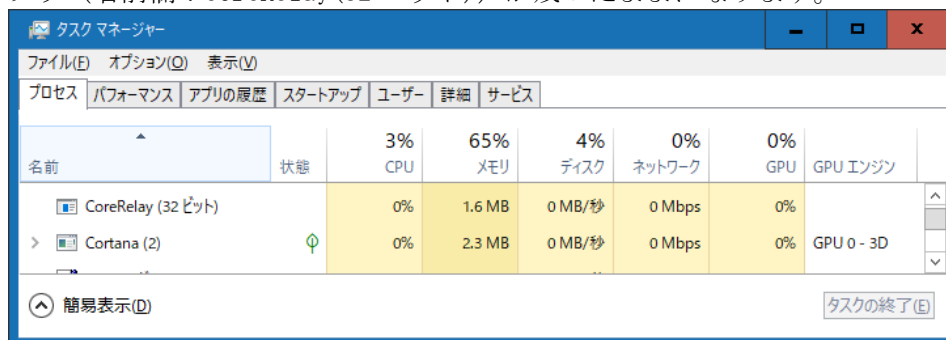 タスク マネージャー
ファイル(F) オプション(O) 表示(V)
プロセス パフォーマンス アプリの履歴 スタートアップ ユーザー 詳細 サービス
3% 65% 4% 0% 0%
名前 状態 CPU メモリ ディスク ネットワーク GPU GPU エンジン
CoreRelay (32 ビット) 0% 1.6 MB 0 MB/秒 0 Mbps 0%
Cortana (2) 0% 2.3 MB 0 MB/秒 0 Mbps 0% GPU 0 - 3D
簡易表示(D) タスクの終了(E)